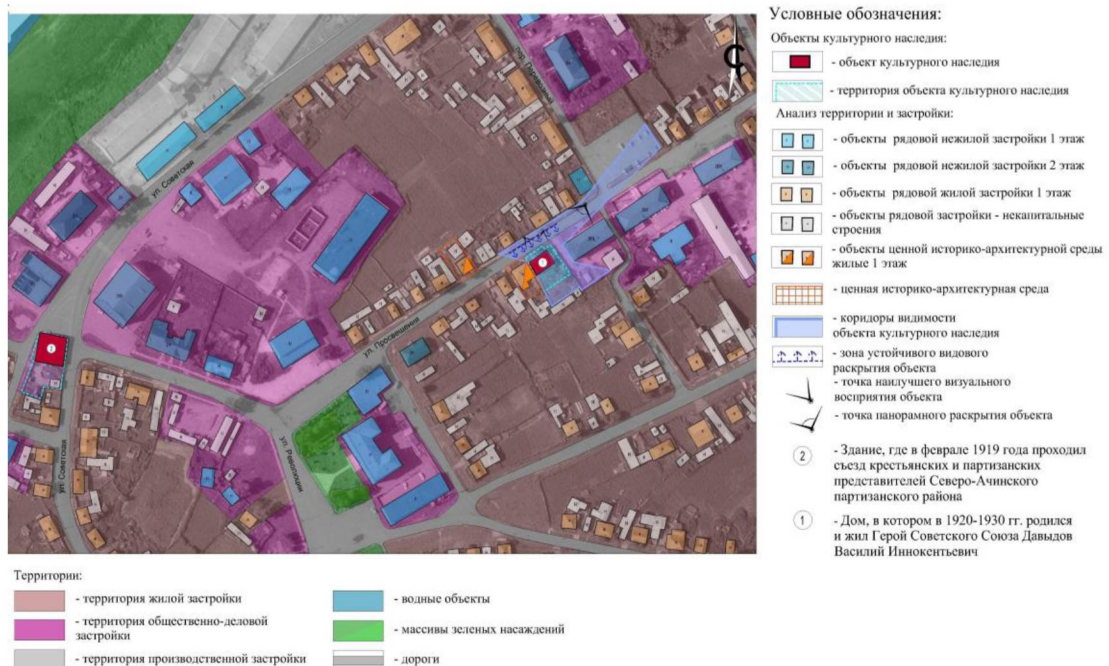 Условные обозначения:
Объекты культурного наследия:
- объект культурного наследия
- территория объекта культурного наследия
Анализ территории и застройки:
- объекты рядовой нежилой застройки 1 этаж
- объекты рядовой нежилой застройки 2 этаж
- объекты рядовой жилой застройки 1 этаж
- объекты рядовой застройки - некапитальные
строения
- объекты ценной историко-архитектурной среды
жилые 1 этаж
- ценная историко-архитектурная среда
- коридоры видимости
объекта культурного наследия
- зона устойчивого видового
раскрытия объекта
- точка наилучшего визуального
восприятия объекта
- точка панорамного раскрытия объекта
2 - Здание, где в феврале 1919 года проходил
съезд крестьянских и партизанских
представителей Северо-Ачинского
партизанского района
1 - Дом, в котором в 1920-1930 гг. родился
и жил Герой Советского Союза Давыдов
Василий Иннокентьевич
С
ул. Советская
ул. Просвещения
1
2
ул. Советская
ул. Революции
Территории:
- территория жилой застройки
- территория общественно-деловой
застройки
- территория производственной застройки
- водные объекты
- массивы зеленых насаждений
- дороги